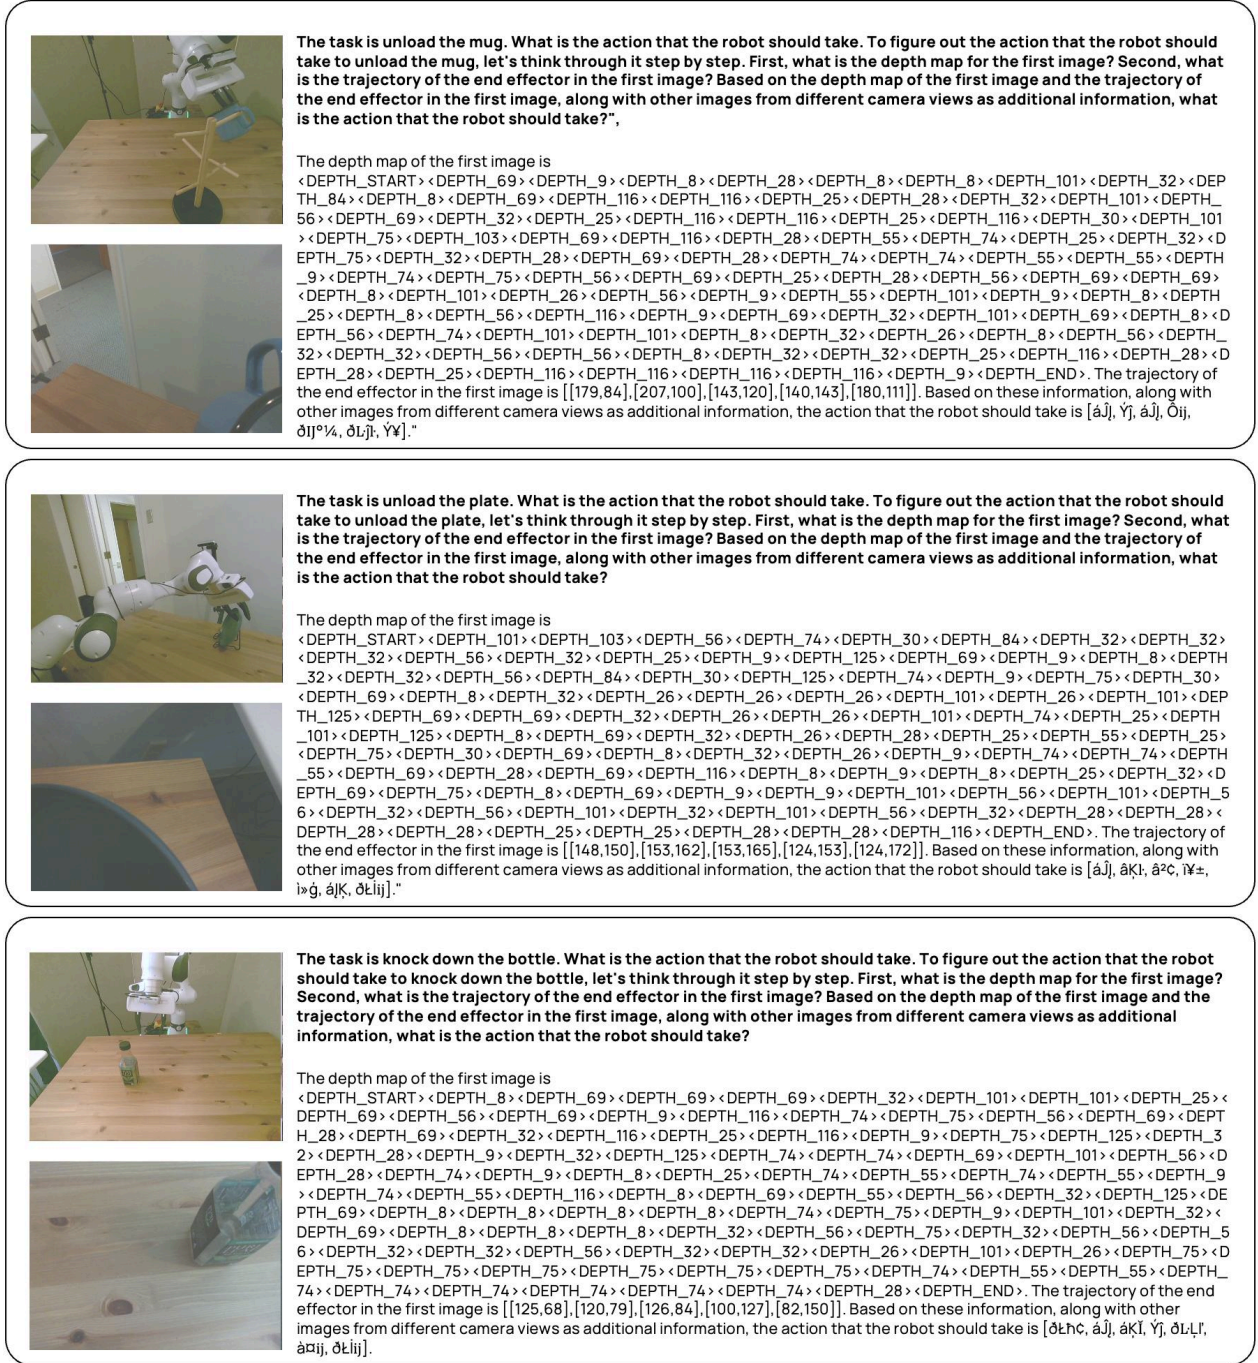 The task is unload the mug. What is the action that the robot should take. To figure out the action that the robot should
take to unload the mug, let's think through it step by step. First, what is the depth map for the first image? Second, what
is the trajectory of the end effector in the first image? Based on the depth map of the first image and the trajectory of
the end effector in the first image, along with other images from different camera views as additional information, what
is the action that the robot should take?",
The depth map of the first image is
<DEPTH_START><DEPTH_69><DEPTH_9><DEPTH_8><DEPTH_28><DEPTH_8><DEPTH_8><DEPTH_101><DEPTH_32><DEP
TH_84><DEPTH_8><DEPTH_69><DEPTH_116><DEPTH_116><DEPTH_25><DEPTH_28><DEPTH_32><DEPTH_101><DEPTH_
56><DEPTH_69><DEPTH_32><DEPTH_25><DEPTH_116><DEPTH_116><DEPTH_25><DEPTH_116><DEPTH_30><DEPTH_101
><DEPTH_75><DEPTH_103><DEPTH_69><DEPTH_116><DEPTH_28><DEPTH_55><DEPTH_74><DEPTH_25><DEPTH_32><D
EPTH_75><DEPTH_32><DEPTH_28><DEPTH_69><DEPTH_28><DEPTH_74><DEPTH_74><DEPTH_55><DEPTH_55><DEPTH
_9><DEPTH_74><DEPTH_75><DEPTH_56><DEPTH_69><DEPTH_25><DEPTH_28><DEPTH_56><DEPTH_69><DEPTH_69>
<DEPTH_8><DEPTH_101><DEPTH_26><DEPTH_56><DEPTH_9><DEPTH_55><DEPTH_101><DEPTH_9><DEPTH_8><DEPTH
_25><DEPTH_8><DEPTH_56><DEPTH_116><DEPTH_9><DEPTH_69><DEPTH_32><DEPTH_101><DEPTH_69><DEPTH_8><D
EPTH_56><DEPTH_74><DEPTH_101><DEPTH_101><DEPTH_8><DEPTH_32><DEPTH_26><DEPTH_8><DEPTH_56><DEPTH_
32><DEPTH_32><DEPTH_56><DEPTH_56><DEPTH_8><DEPTH_32><DEPTH_32><DEPTH_25><DEPTH_116><DEPTH_28><D
EPTH_28><DEPTH_25><DEPTH_116><DEPTH_116><DEPTH_116><DEPTH_116><DEPTH_9><DEPTH_END>. The trajectory of
the end effector in the first image is [[179,84],[207,100],[143,120],[140,143],[180,111]]. Based on these information, along with
other images from different camera views as additional information, the action that the robot should take is [áĴļ, Ýĵ, áĴļ, Ôĳ,
The task is unload the plate. What is the action that the robot should take. To figure out the action that the robot should
take to unload the plate, let's think through it step by step. First, what is the depth map for the first image? Second, what
is the trajectory of the end effector in the first image? Based on the depth map of the first image and the trajectory of
the end effector in the first image, along with other images from different camera views as additional information, what
is the action that the robot should take?
The depth map of the first image is
<DEPTH_START><DEPTH_101><DEPTH_103><DEPTH_56><DEPTH_74><DEPTH_30><DEPTH_84><DEPTH_32><DEPTH_32>
<DEPTH_32><DEPTH_56><DEPTH_32><DEPTH_25><DEPTH_9><DEPTH_125><DEPTH_69><DEPTH_9><DEPTH_8><DEPTH
_32><DEPTH_32><DEPTH_56><DEPTH_84><DEPTH_30><DEPTH_125><DEPTH_74><DEPTH_9><DEPTH_75><DEPTH_30>
<DEPTH_69><DEPTH_8><DEPTH_32><DEPTH_26><DEPTH_26><DEPTH_26><DEPTH_101><DEPTH_26><DEPTH_101><DEP
TH_125><DEPTH_69><DEPTH_69><DEPTH_32><DEPTH_26><DEPTH_26><DEPTH_101><DEPTH_74><DEPTH_25><DEPTH
_101><DEPTH_125><DEPTH_8><DEPTH_69><DEPTH_32><DEPTH_26><DEPTH_28><DEPTH_25><DEPTH_55><DEPTH_25>
<DEPTH_75><DEPTH_30><DEPTH_69><DEPTH_8><DEPTH_32><DEPTH_26><DEPTH_9><DEPTH_74><DEPTH_74><DEPTH
_55><DEPTH_69><DEPTH_28><DEPTH_69><DEPTH_116><DEPTH_8><DEPTH_9><DEPTH_8><DEPTH_25><DEPTH_32><D
EPTH_69><DEPTH_75><DEPTH_8><DEPTH_69><DEPTH_9><DEPTH_9><DEPTH_101><DEPTH_56><DEPTH_101><DEPTH_5
6><DEPTH_32><DEPTH_56><DEPTH_101><DEPTH_32><DEPTH_101><DEPTH_56><DEPTH_32><DEPTH_28><DEPTH_28><
DEPTH_28><DEPTH_28><DEPTH_25><DEPTH_25><DEPTH_28><DEPTH_28><DEPTH_116><DEPTH_END>. The trajectory of
the end effector in the first image is [[148,150],[153,162],[153,165],[124,153],[124,172]]. Based on these information, along with
other images from different camera views as additional information, the action that the robot should take is [áĴļ, âĶŀ, â²¢, ï¥±,
The task is knock down the bottle. What is the action that the robot should take. To figure out the action that the robot
should take to knock down the bottle, let's think through it step by step. First, what is the depth map for the first image?
Second, what is the trajectory of the end effector in the first image? Based on the depth map of the first image and the
trajectory of the end effector in the first image, along with other images from different camera views as additional
information, what is the action that the robot should take?
The depth map of the first image is
<DEPTH_START><DEPTH_8><DEPTH_69><DEPTH_69><DEPTH_69><DEPTH_32><DEPTH_101><DEPTH_101><DEPTH_25><
DEPTH_69><DEPTH_56><DEPTH_69><DEPTH_9><DEPTH_116><DEPTH_74><DEPTH_75><DEPTH_56><DEPTH_69><DEPT
H_28><DEPTH_69><DEPTH_32><DEPTH_116><DEPTH_25><DEPTH_116><DEPTH_9><DEPTH_75><DEPTH_125><DEPTH_3
2><DEPTH_28><DEPTH_9><DEPTH_32><DEPTH_125><DEPTH_74><DEPTH_74><DEPTH_69><DEPTH_101><DEPTH_56><D
EPTH_28><DEPTH_74><DEPTH_9><DEPTH_8><DEPTH_25><DEPTH_74><DEPTH_55><DEPTH_74><DEPTH_55><DEPTH_9
><DEPTH_74><DEPTH_55><DEPTH_116><DEPTH_8><DEPTH_69><DEPTH_55><DEPTH_56><DEPTH_32><DEPTH_125><DE
PTH_69><DEPTH_8><DEPTH_8><DEPTH_8><DEPTH_8><DEPTH_74><DEPTH_75><DEPTH_9><DEPTH_101><DEPTH_32><
DEPTH_69><DEPTH_8><DEPTH_8><DEPTH_8><DEPTH_32><DEPTH_56><DEPTH_75><DEPTH_32><DEPTH_56><DEPTH_5
6><DEPTH_32><DEPTH_32><DEPTH_56><DEPTH_32><DEPTH_32><DEPTH_26><DEPTH_101><DEPTH_26><DEPTH_75><D
EPTH_75><DEPTH_75><DEPTH_75><DEPTH_75><DEPTH_75><DEPTH_75><DEPTH_74><DEPTH_55><DEPTH_55><DEPTH_
74><DEPTH_74><DEPTH_74><DEPTH_74><DEPTH_74><DEPTH_74><DEPTH_28><DEPTH_END>. The trajectory of the end
effector in the first image is [[125,68],[120,79],[126,84],[100,127],[82,150]]. Based on these information, along with other
images from different camera views as additional information, the action that the robot should take is [ðŁħ¢, áĴļ, áĶĬ, Ýĵ,